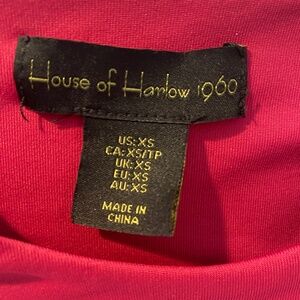 House of Harlow 1960
US: XS
CA: XS/TP
UK: XS
EU: XS
AU: XS
MADE IN
CHINA